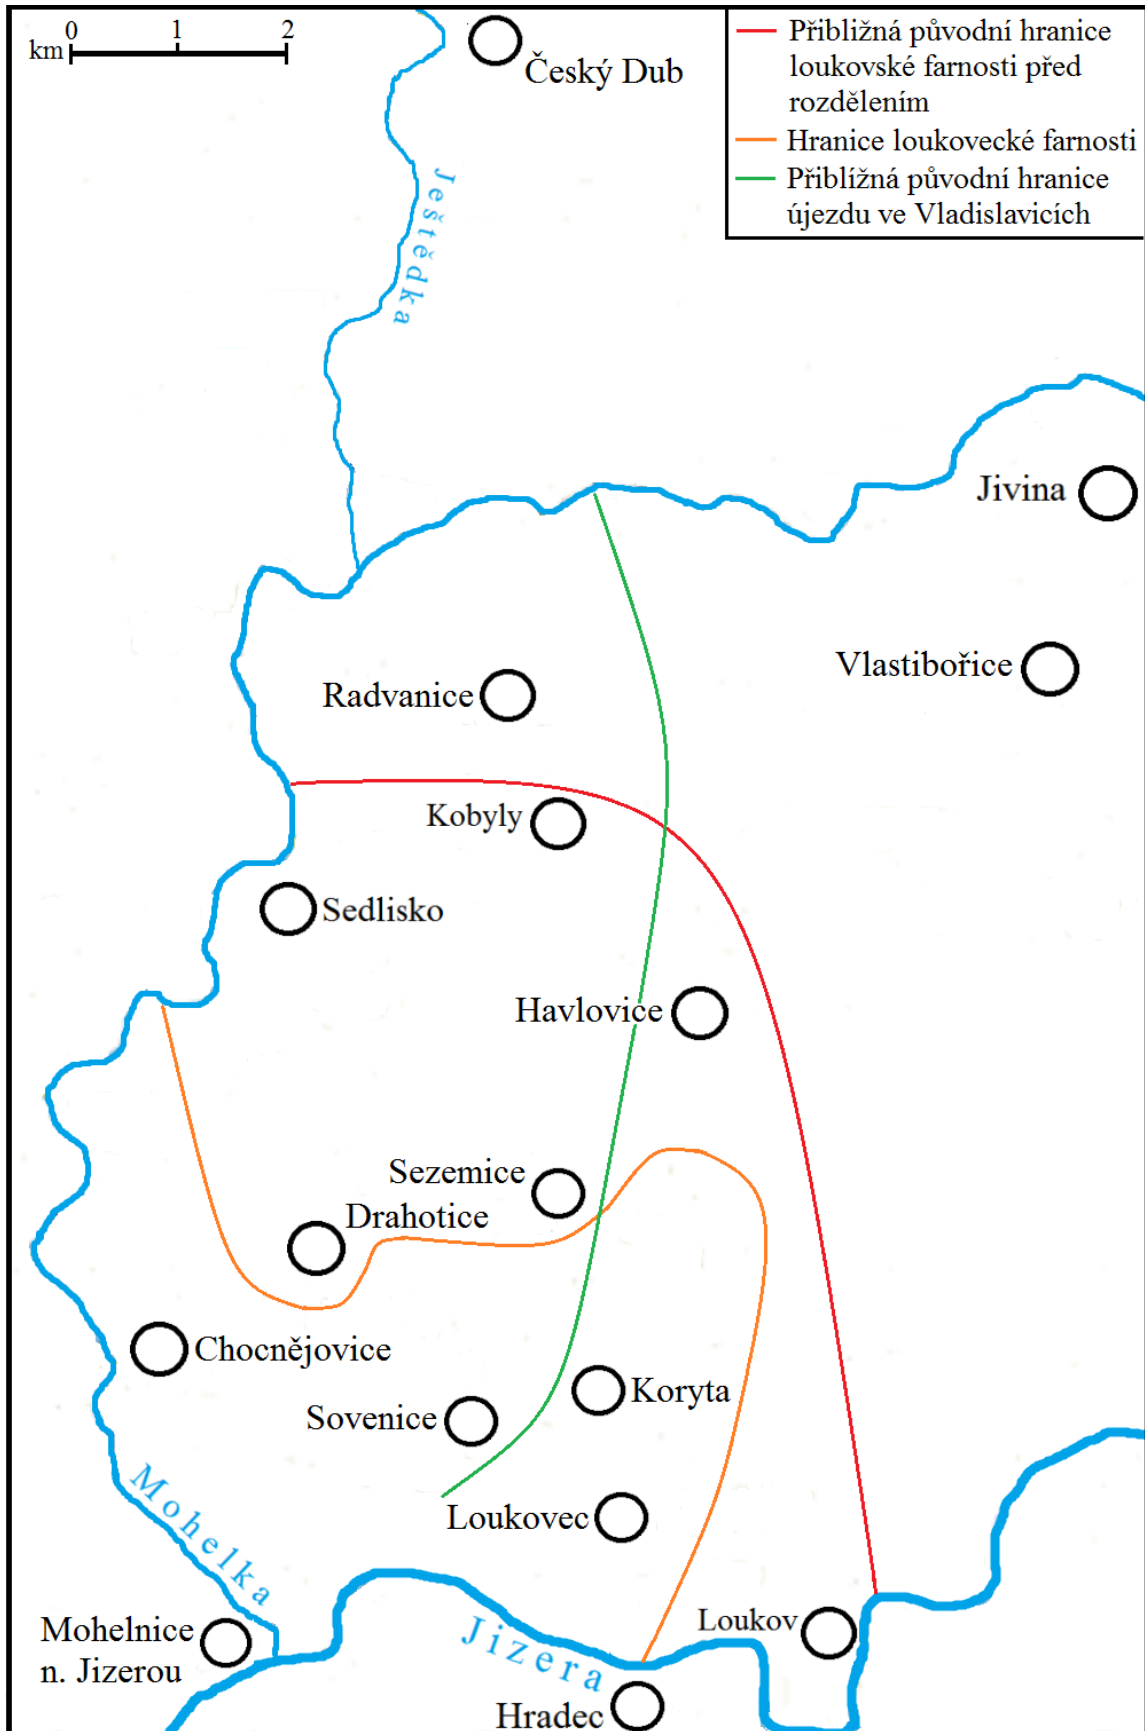 0 1 2
km
Český Dub
Přibližná původní hranice
loukovské farnosti před
rozdělením
Hranice loukovecké farnosti
Přiblížná původní hranice
újezdu ve Vladislavicích
Ještědka
Jivina
Vlastibořice
Radvanice
Kobyly
Sedlisko
Havlovice
Sezemice
Drahotice
Chocnějovice
Koryta
Sovenice
Loukovec
Mohelka
Jizera
Loukov
Mohelnice
n. Jizerou
Hradec